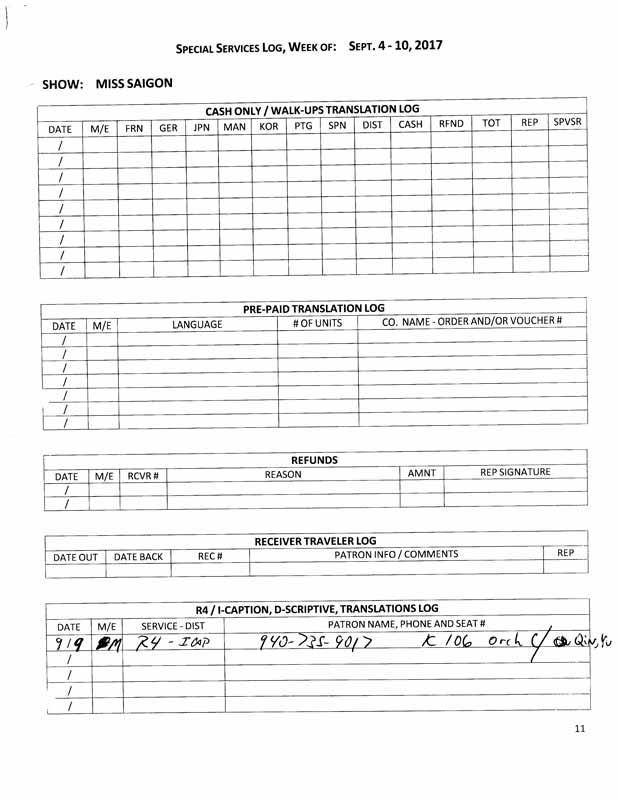 SPECIAL SERVICES LOG, WEEK OF: SEPT. 4 - 10, 2017
SHOW: MISS SAIGON
CASH ONLY / WALK-UPS TRANSLATION LOG
DATE M/E FRN GER JPN MAN KOR PTG SPN DIST CASH RFND TOT REP SPVSR
/
/
/
/
/
/
/
/
/
PRE-PAID TRANSLATION LOG
DATE M/E LANGUAGE # OF UNITS CO. NAME - ORDER AND/OR VOUCHER #
/
/
/
/
/
/
/
REFUNDS
DATE M/E RCVR # REASON AMNT REP SIGNATURE
/
/
RECEIVER TRAVELER LOG
DATE OUT DATE BACK REC # PATRON INFO / COMMENTS REP
R4 / I-CAPTION, D-SCRIPTIVE, TRANSLATIONS LOG
DATE M/E SERVICE - DIST PATRON NAME, PHONE AND SEAT #
9/9 M R4 - ICAP 940-735-9017 K 106 Orch C/ Qin, Yu
/
/
/
/
11